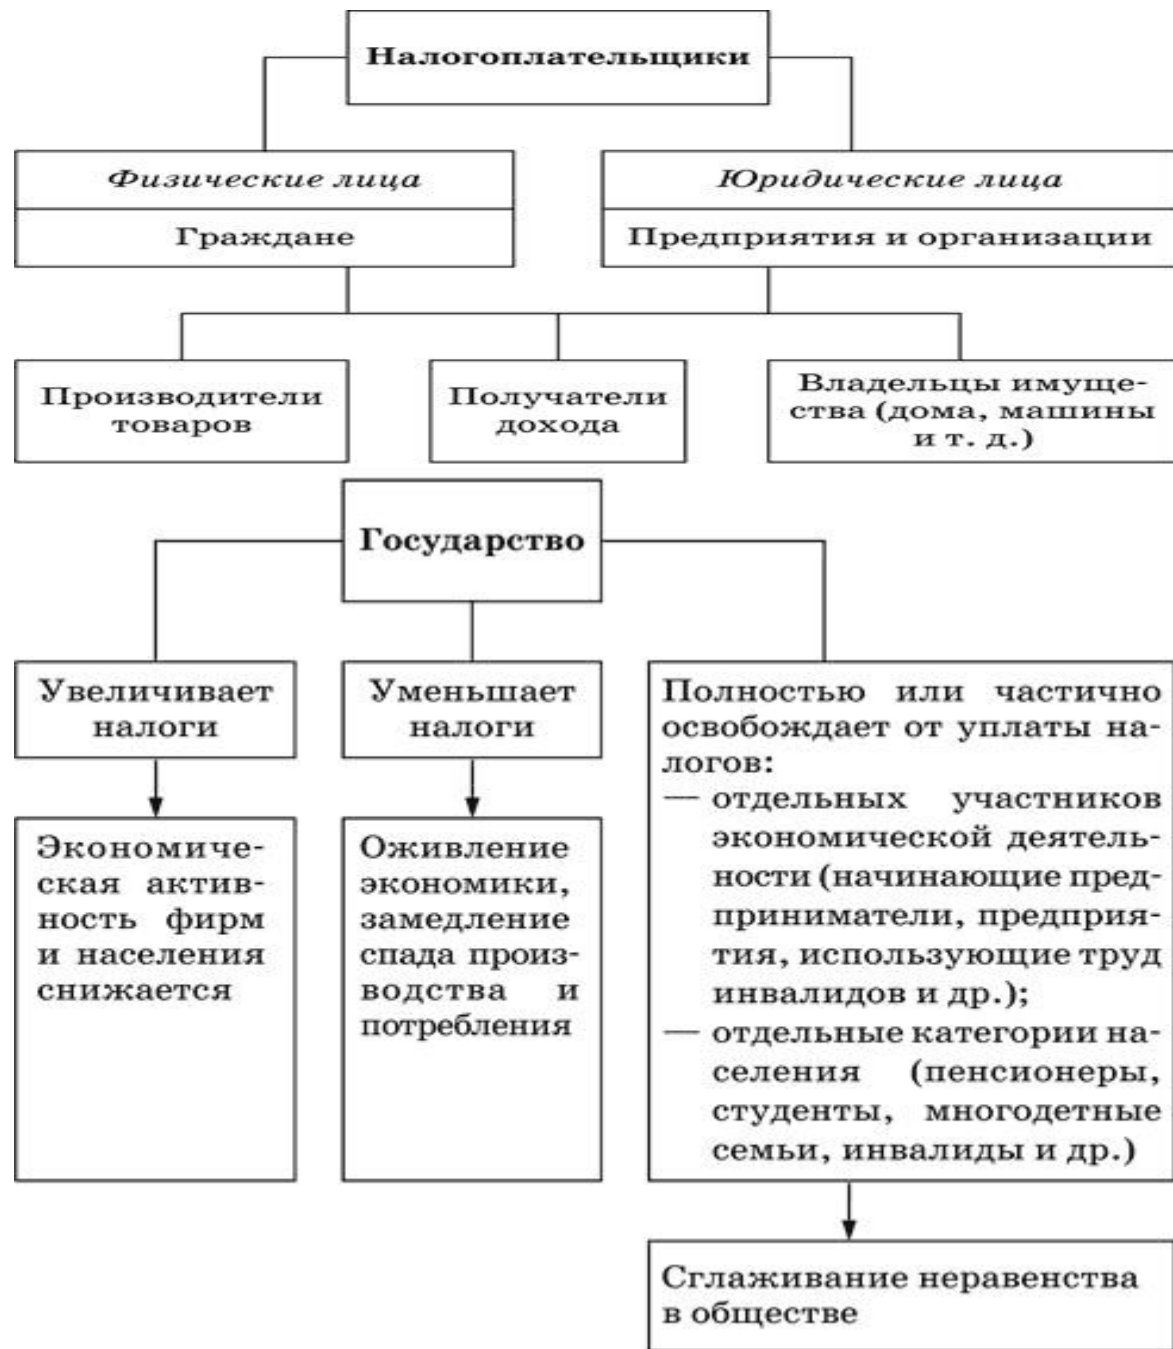 Налогоплательщики
Физические лица
Граждане
Юридические лица
Предприятия и организации
Производители
товаров
Получатели
дохода
Владельцы имуще-
ства (дома, машины
и т. д.)
Государство
Увеличивает
налоги
Экономиче-
ская актив-
ность фирм
и населения
снижается
Уменьшает
налоги
Оживление
экономики,
замедление
спада произ-
водства и
потребления
Полностью или частично
освобождает от уплаты на-
логов:
— отдельных участников
экономической деятель-
ности (начинающие пред-
приниматели, предприя-
тия, использующие труд
инвалидов и др.);
— отдельные категории на-
селения (пенсионеры,
студенты, многодетные
семьи, инвалиды и др.)
Сглаживание неравенства
в обществе